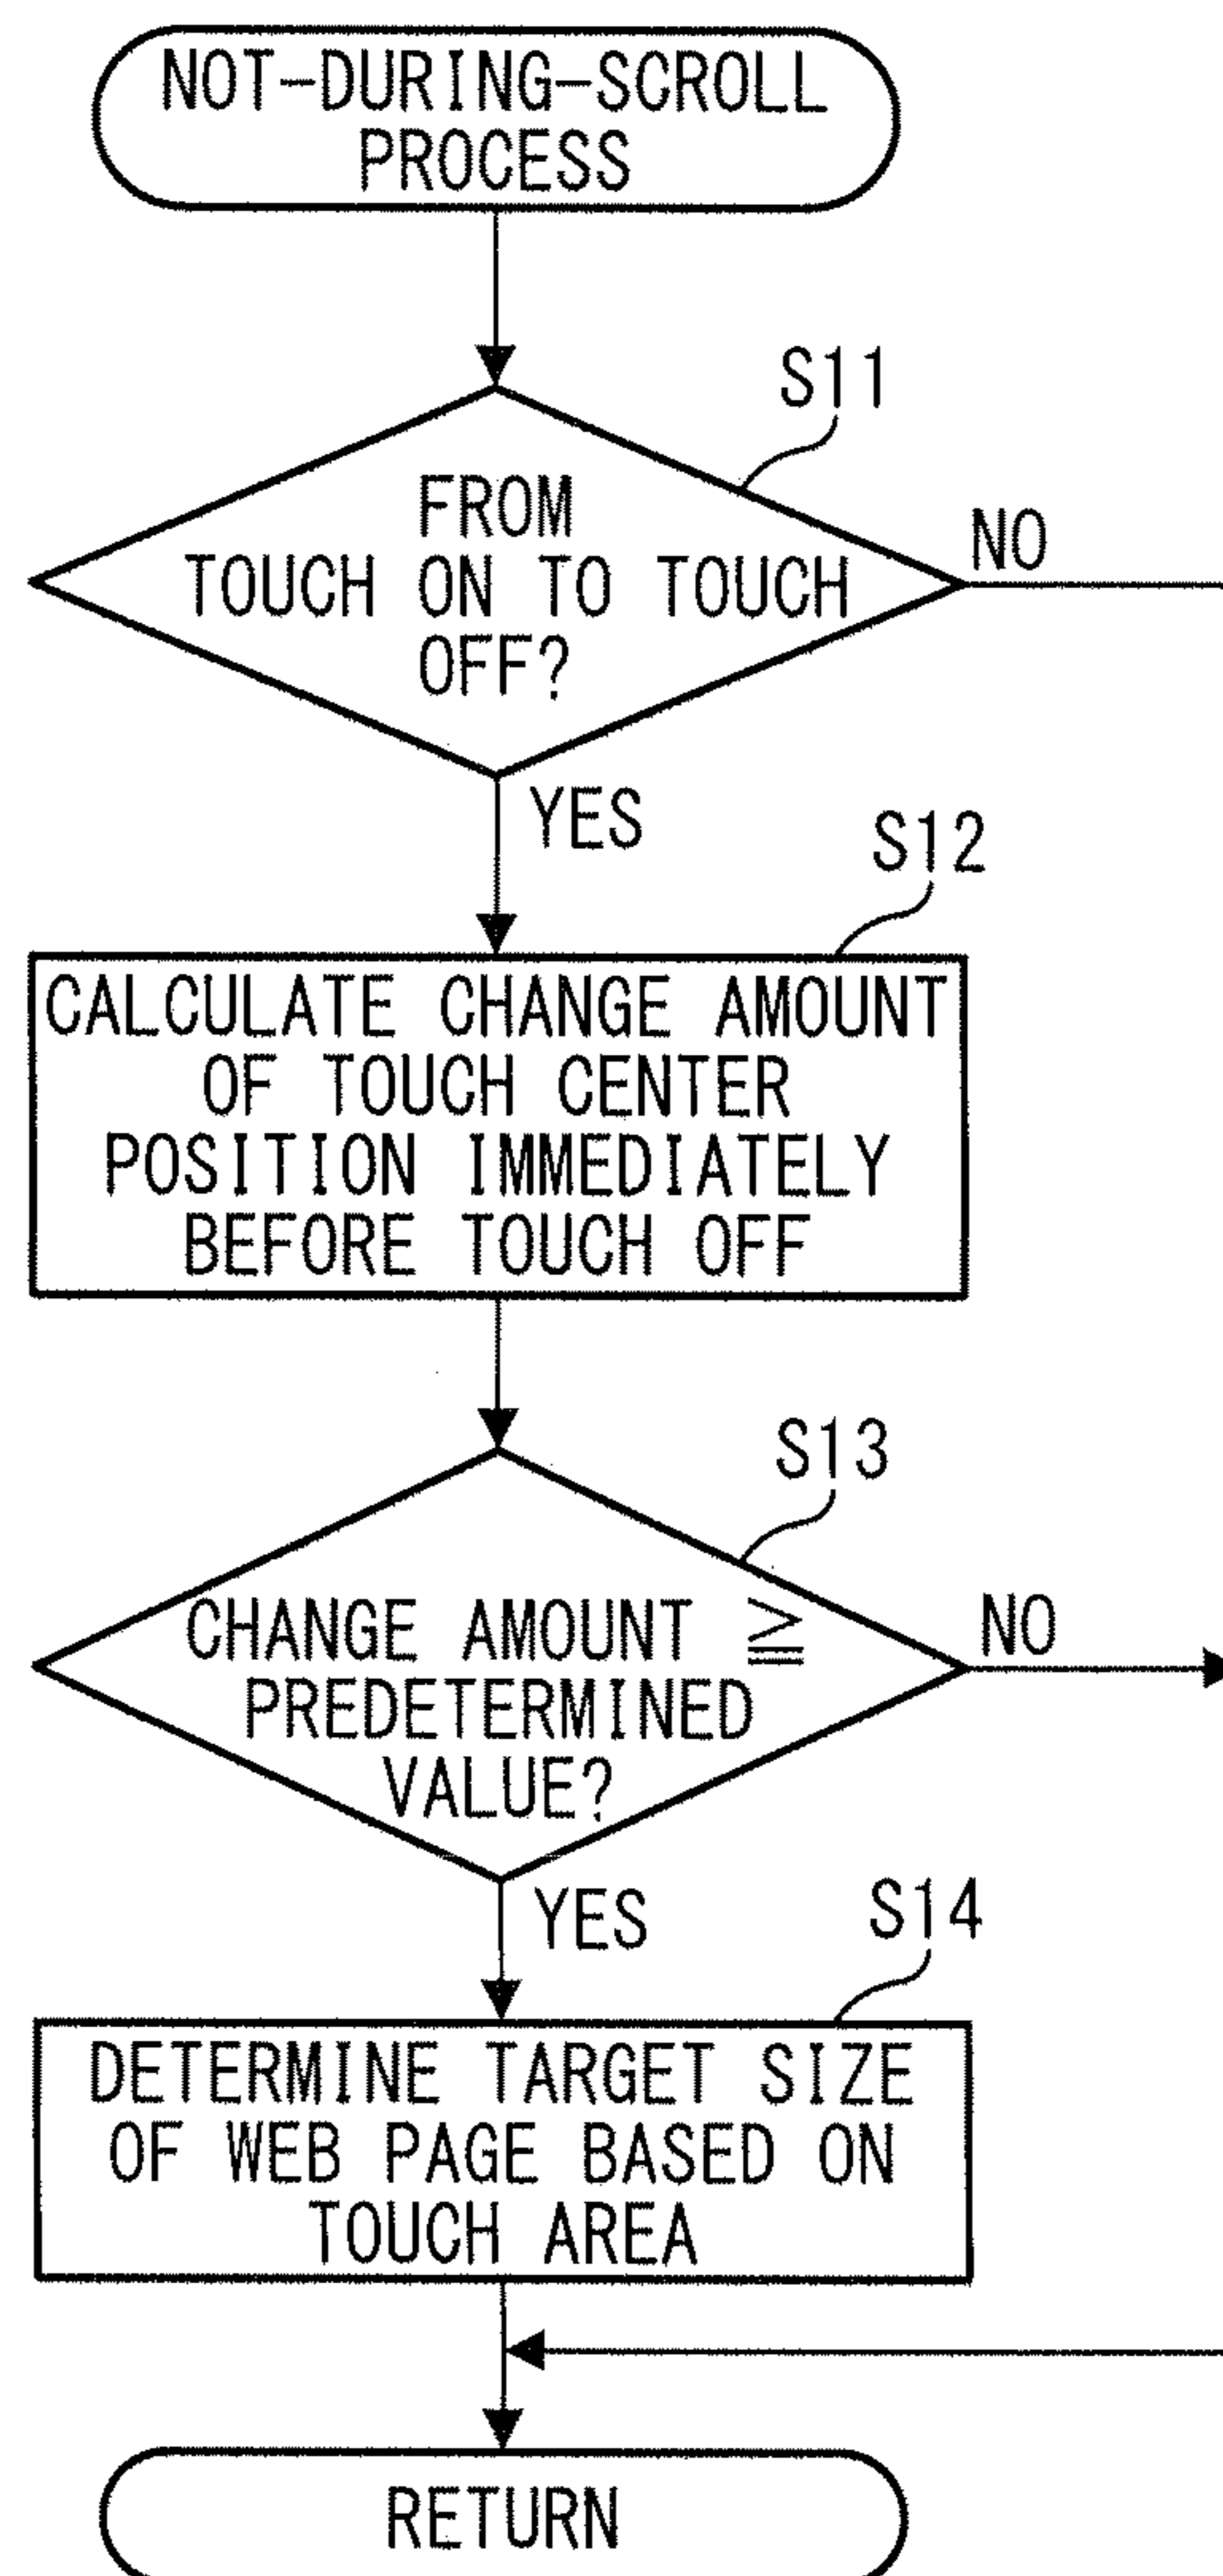 NOT-DURING-SCROLL
PROCESS
S11
FROM
TOUCH ON TO TOUCH
OFF?
NO
YES
S12
CALCULATE CHANGE AMOUNT
OF TOUCH CENTER
POSITION IMMEDIATELY
BEFORE TOUCH OFF
S13
CHANGE AMOUNT ≧
PREDETERMINED
VALUE?
NO
YES
S14
DETERMINE TARGET SIZE
OF WEB PAGE BASED ON
TOUCH AREA
RETURN